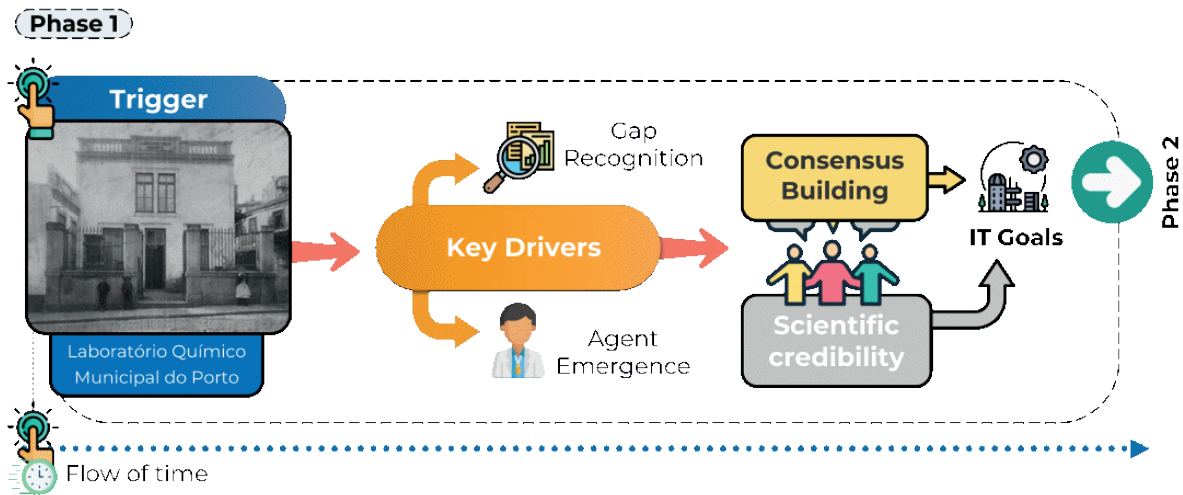 Phase 1
Trigger
Laboratório Químico
Municipal do Porto
Key Drivers
Gap
Recognition
Agent
Emergence
Consensus
Building
Scientific
credibility
IT Goals
Phase 2
Flow of time